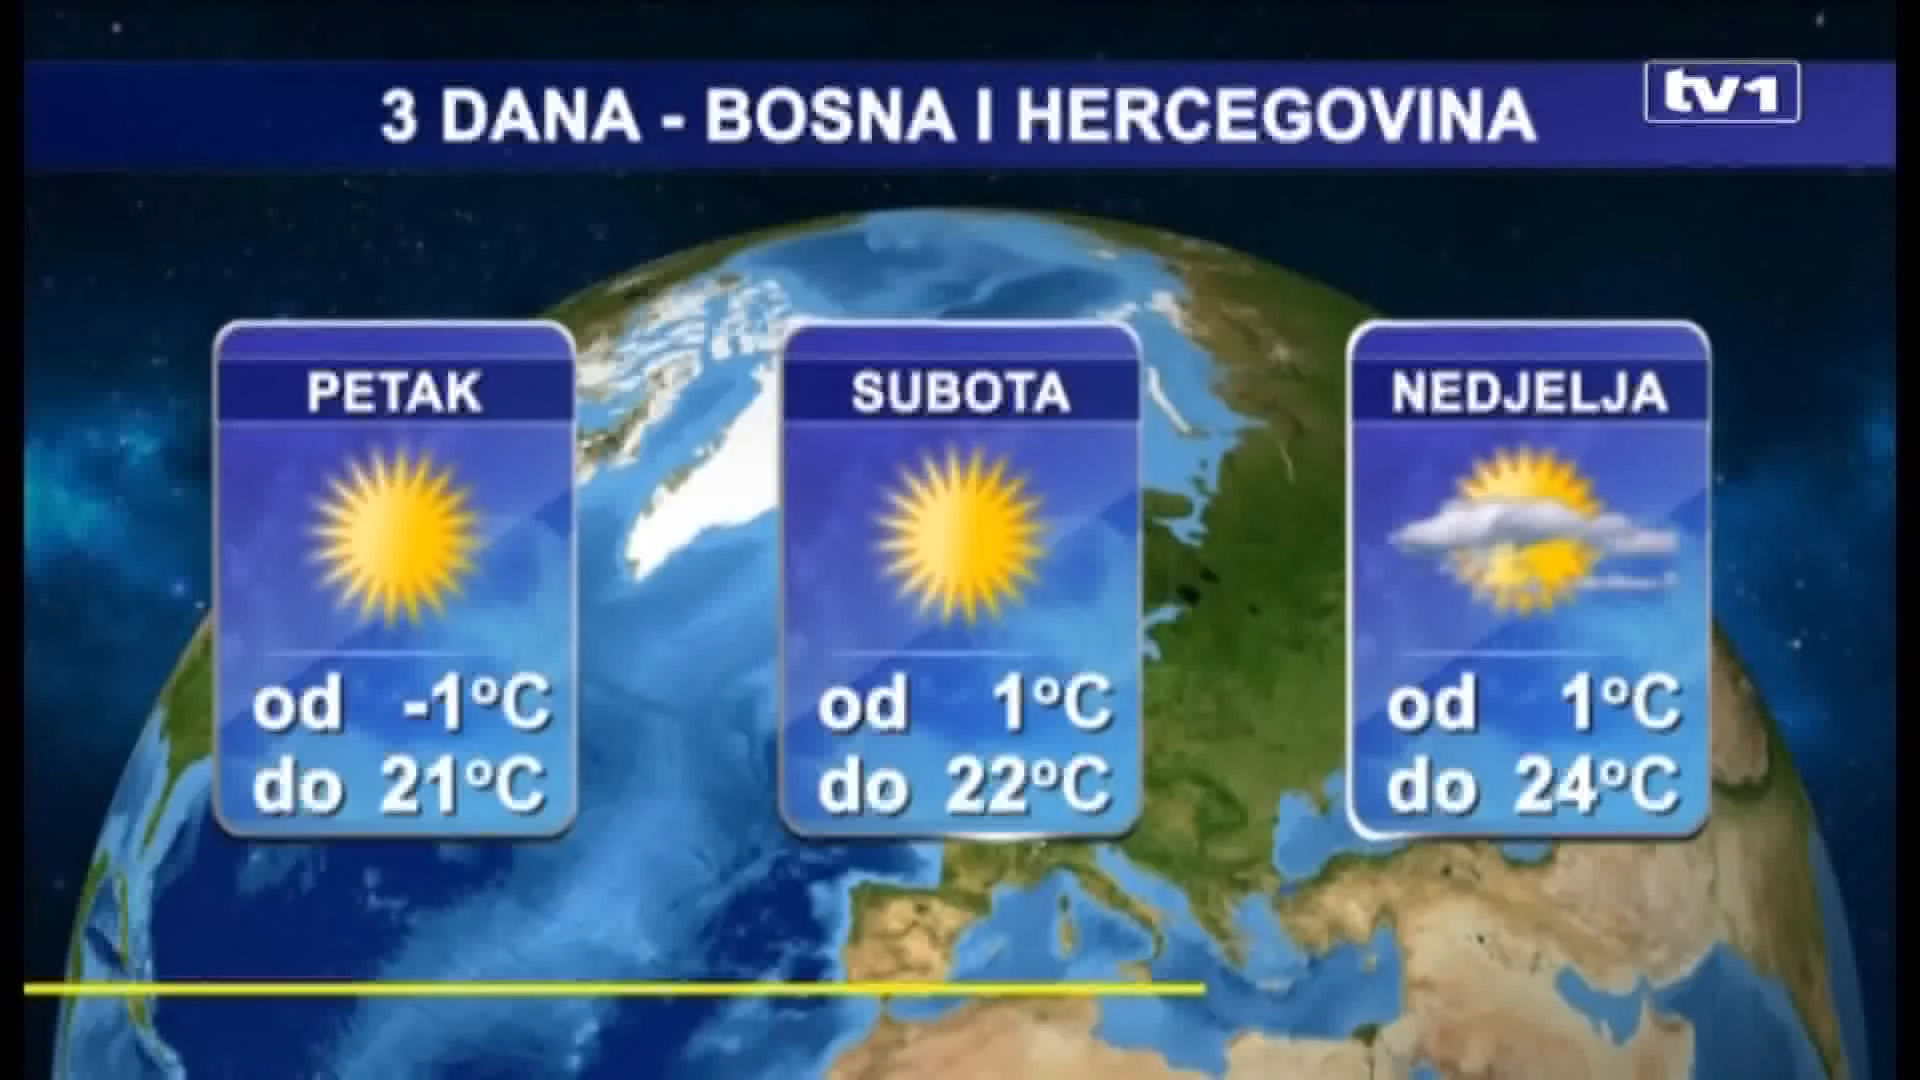 3 DANA - BOSNA I HERCEGOVINA
tv1
PETAK
od -1°C
do 21°C
SUBOTA
od 1°C
do 22°C
NEDJELJA
od 1°C
do 24°C